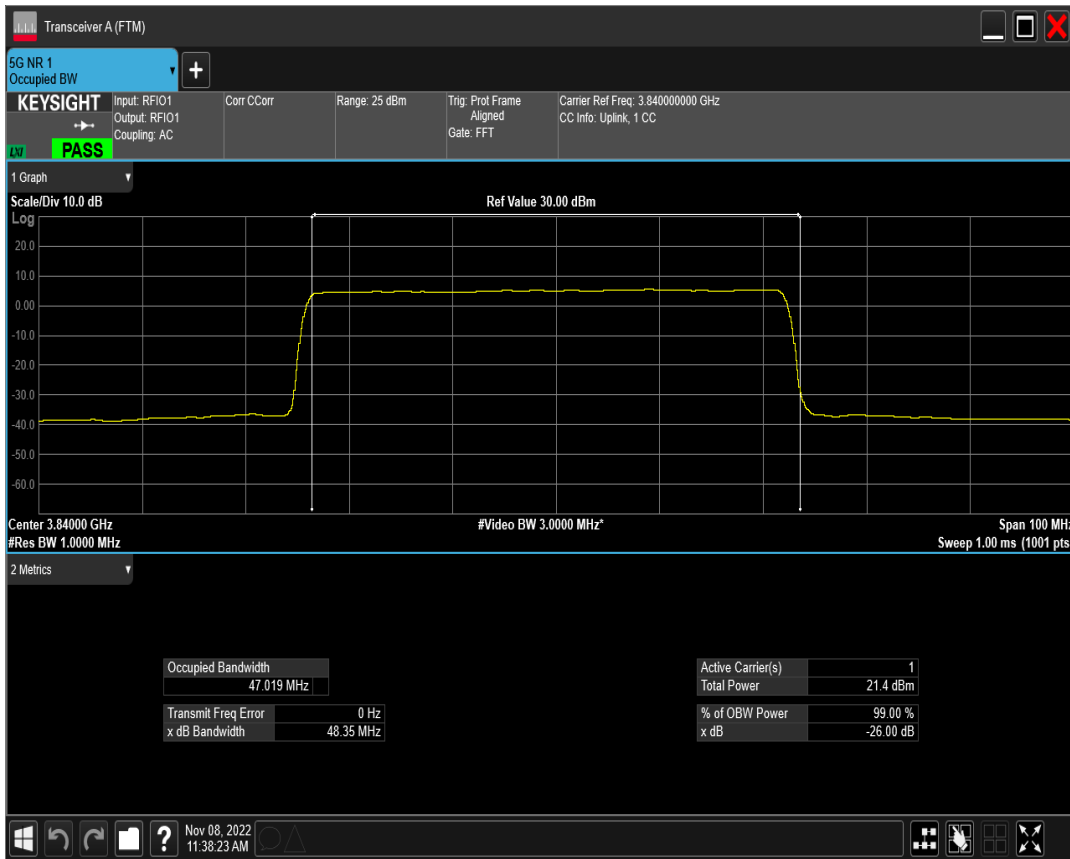 Transceiver A (FTM)
5G NR 1
Occupied BW
+
KEYSIGHT
LXI
PASS
Input: RFIO1
Output: RFIO1
Coupling: AC
Corr CCorr
Range: 25 dBm
Trig: Prot Frame
Aligned
Gate: FFT
Carrier Ref Freq: 3.840000000 GHz
CC Info: Uplink, 1 CC
1 Graph
Scale/Div 10.0 dB
Ref Value 30.00 dBm
Log
20.0
10.0
0.00
-10.0
-20.0
-30.0
-40.0
-50.0
-60.0
Center 3.84000 GHz
#Video BW 3.0000 MHz*
Span 100 MHz
#Res BW 1.0000 MHz
Sweep 1.00 ms (1001 pts
2 Metrics
Occupied Bandwidth
47.019 MHz
Transmit Freq Error 0 Hz
x dB Bandwidth 48.35 MHz
Active Carrier(s) 1
Total Power 21.4 dBm
% of OBW Power 99.00 %
x dB -26.00 dB
?
Nov 08, 2022
11:38:23 AM